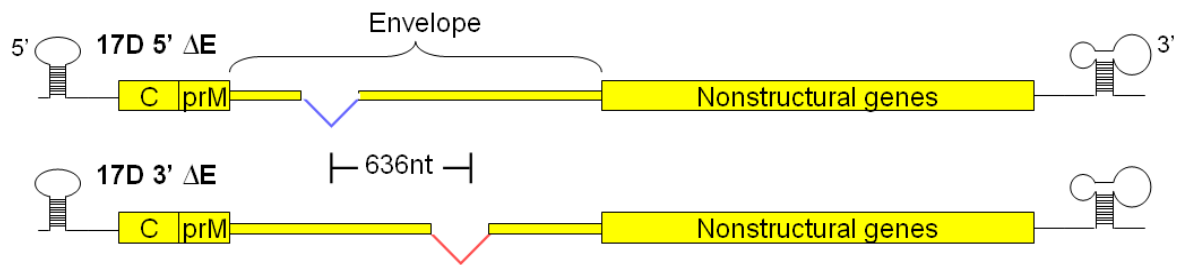 Envelope
5’ 17D 5’ ΔE 3’
C prM Nonstructural genes
636nt
17D 3’ ΔE
C prM Nonstructural genes